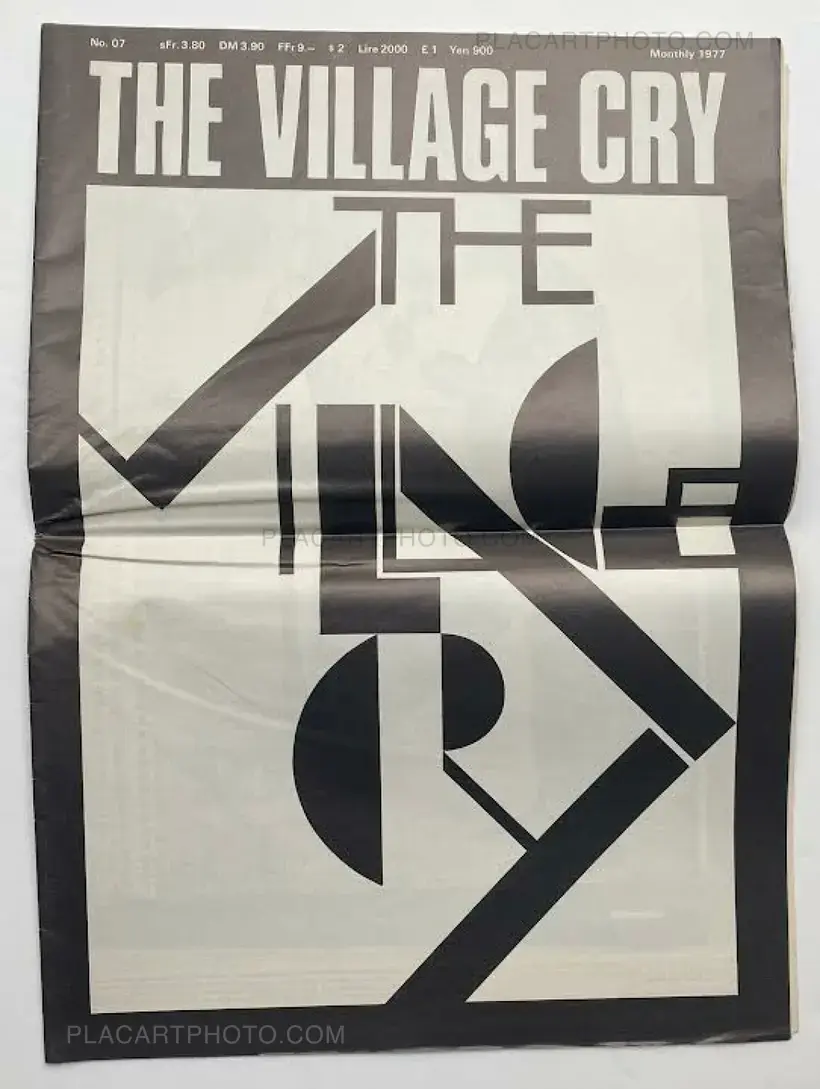 No. 07 sFr. 3.80 DM 3.90 FFr 9.– $ 2 Lire 2000 £ 1 Yen 900 Monthly 1977
PLACARTPHOTO.COM
THE VILLAGE CRY
THE
VILLAGE
PLACARTPHOTO.COM
CRY
PLACARTPHOTO.COM